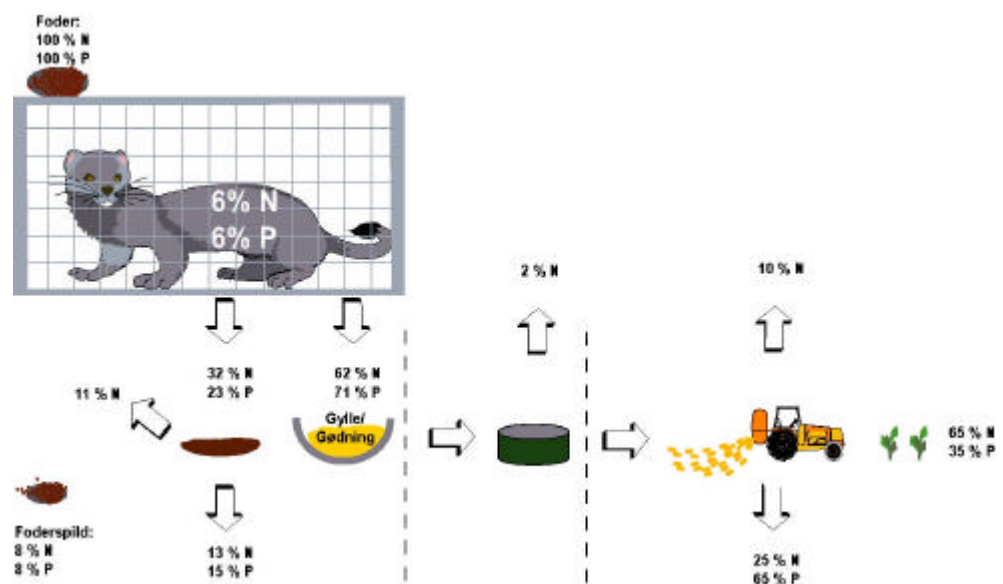 Foder:
100 % N
100 % P
6% N
6% P
2 % N
10 % N
32 % N
23 % P
62 % N
71 % P
11 % N
Gylle/
Gødning
65 % N
35 % P
Foderspild:
8 % N
8 % P
13 % N
15 % P
25 % N
65 % P